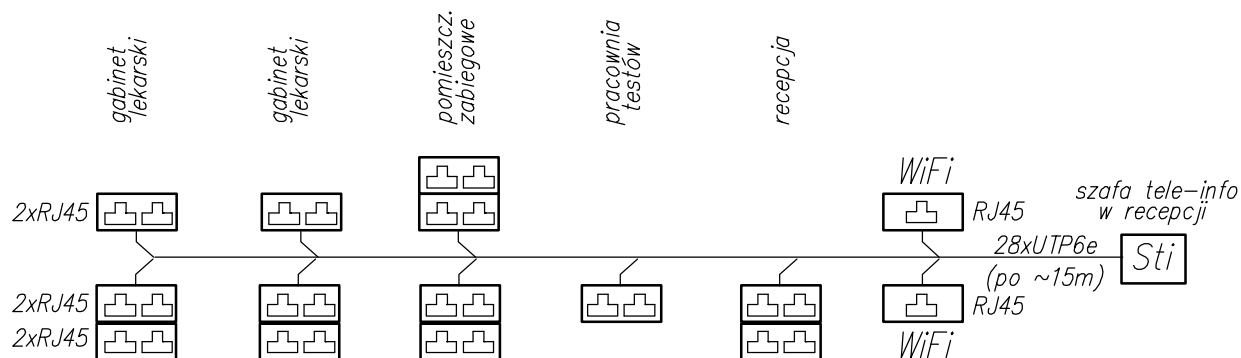 gabinet
lekarski
gabinet
lekarski
pomieszcz.
zabiegowe
pracownia
testów
recepcja
WiFi
szafa tele-info
w recepcji
2xRJ45
RJ45
28xUTP6e
Sti
(po ~15m)
2xRJ45
RJ45
2xRJ45
WiFi